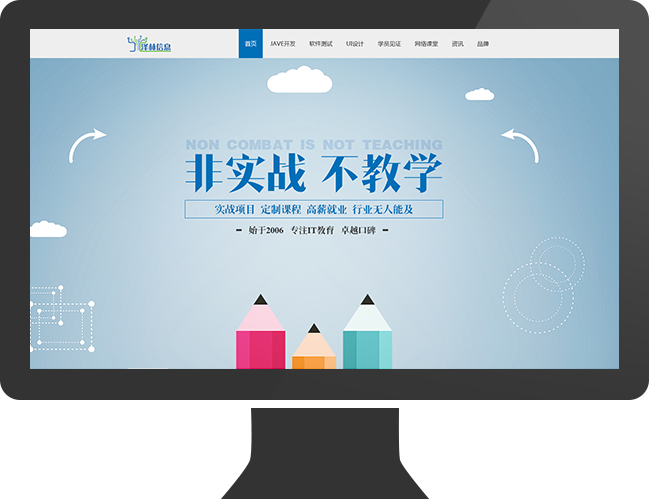 泽林信息
首页 JAVE开发 软件测试 UI设计 学员见证 网络课堂 资讯 品牌
NON COMBAT IS NOT TEACHING
非实战 不教学
实战项目 定制课程 高薪就业 行业无人能及
始于2006 专注IT教育 卓越口碑